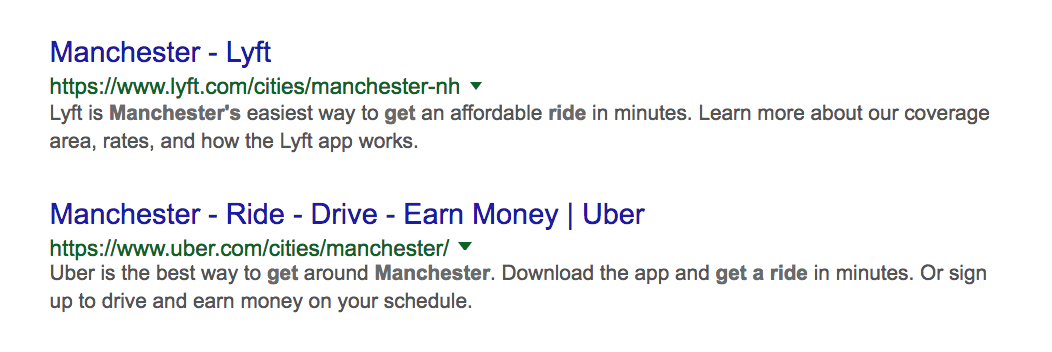 Manchester - Lyft
https://www.lyft.com/cities/manchester-nh
Lyft is Manchester's easiest way to get an affordable ride in minutes. Learn more about our coverage
area, rates, and how the Lyft app works.
Manchester - Ride - Drive - Earn Money | Uber
https://www.uber.com/cities/manchester/
Uber is the best way to get around Manchester. Download the app and get a ride in minutes. Or sign
up to drive and earn money on your schedule.